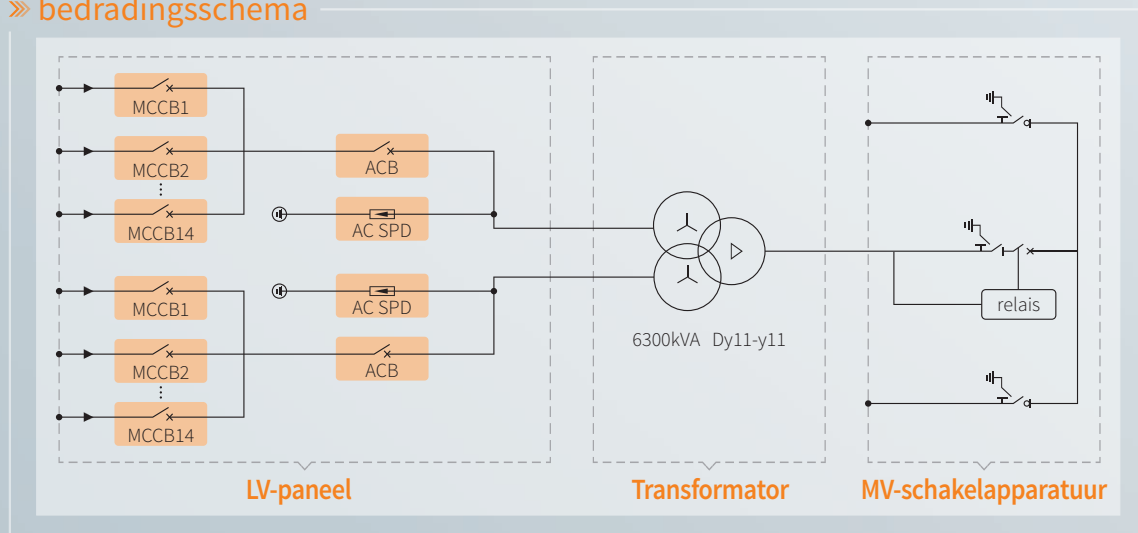 » bedradingsschema
MCCB1
MCCB2
MCCB14
ACB
AC SPD
MCCB1
MCCB2
MCCB14
AC SPD
ACB
6300kVA Dy11-y11
relais
LV-paneel
Transformator
MV-schakelapparatuur